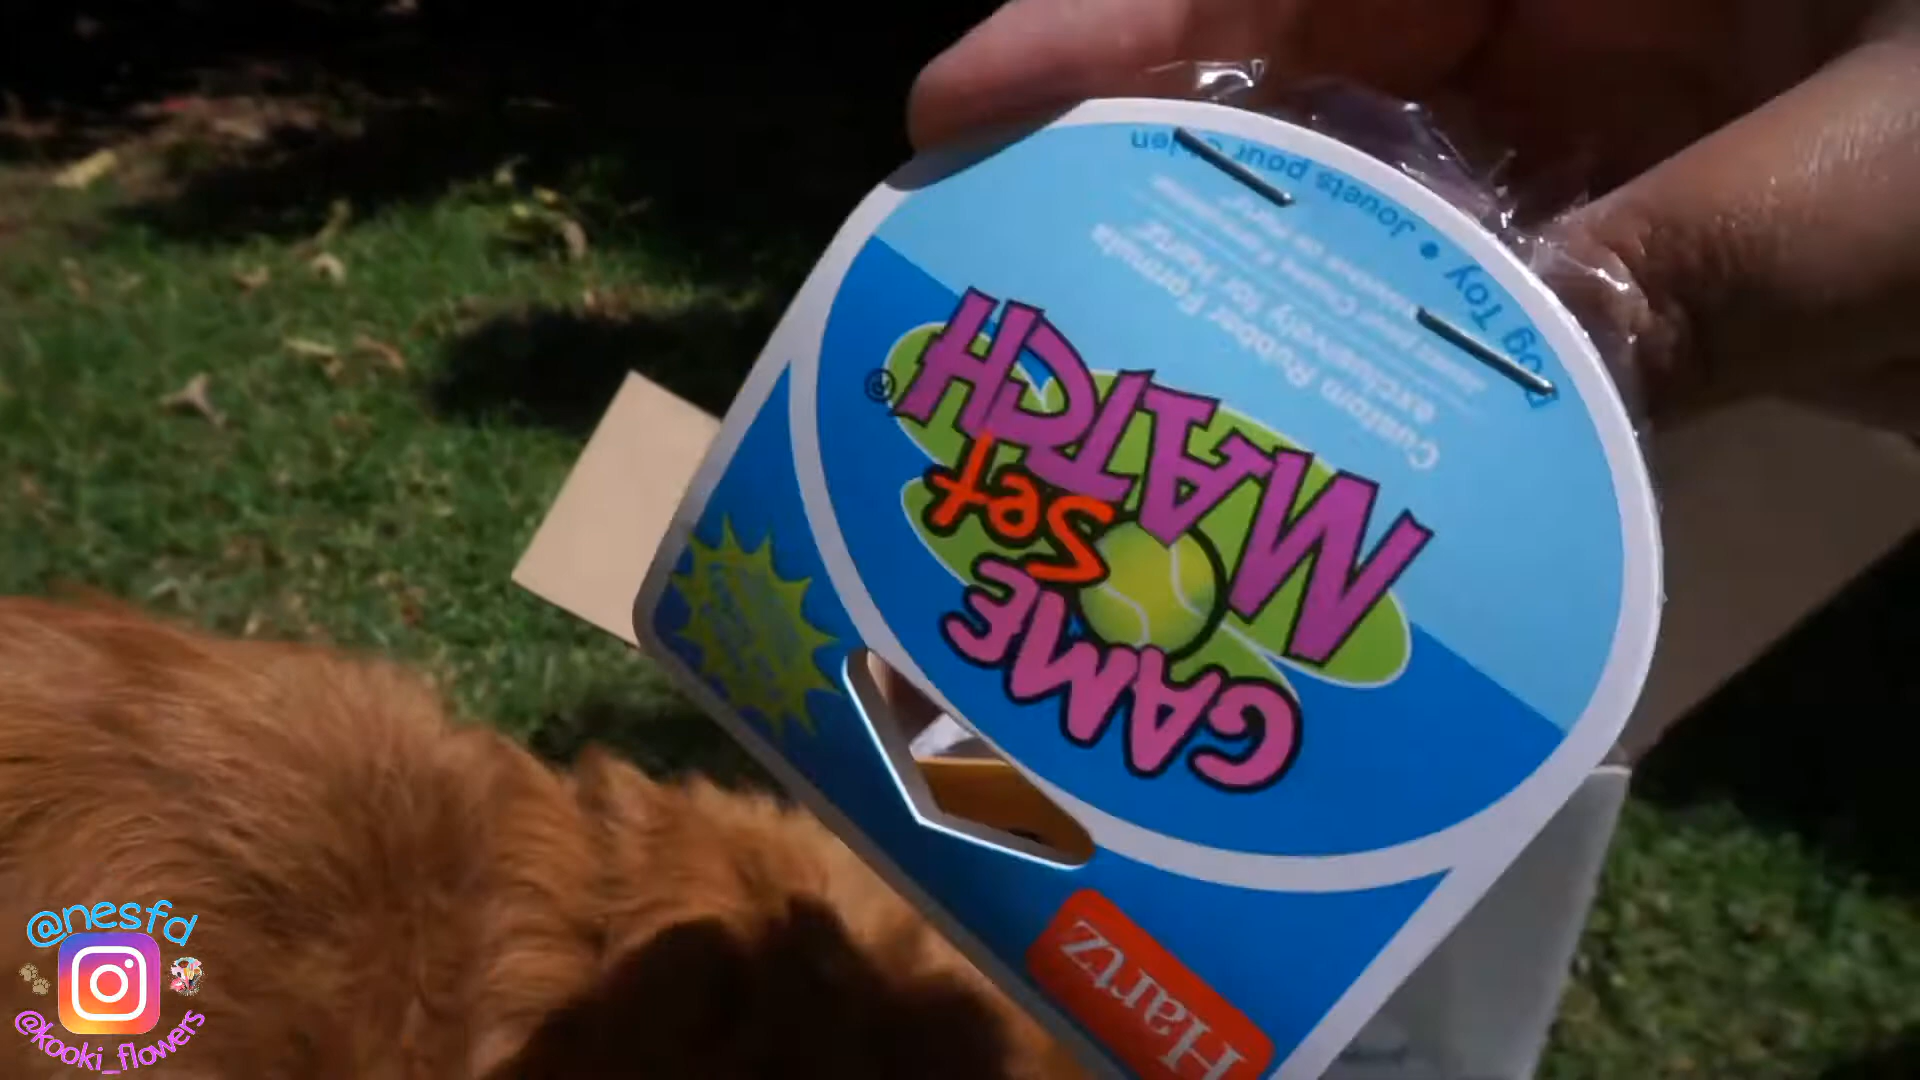 Hartz
GAME
Set
MATCH®
Custom Rubber Formula
exclusively for Hartz®
Dog Toy • Jouets pour chien
@nesfd
@kooki_flowers